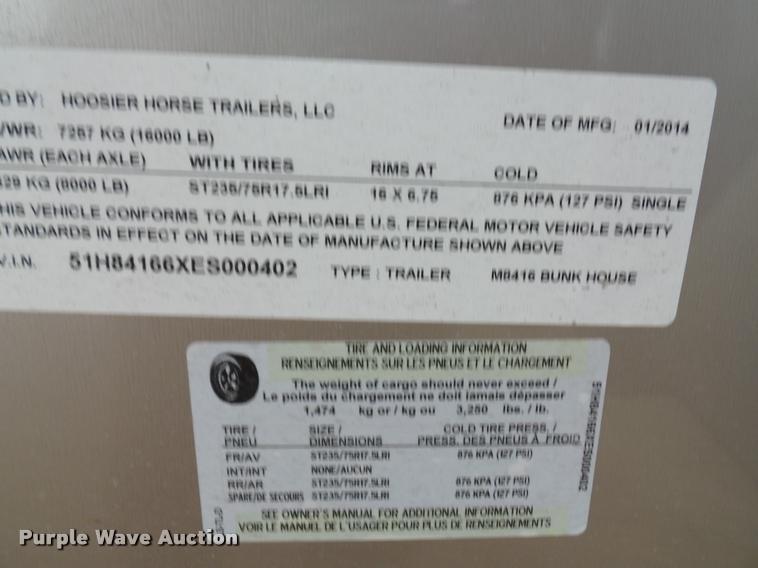 D BY: HOOSIER HORSE TRAILERS, LLC DATE OF MFG: 01/2014
/WR: 7257 KG (16000 LB)
AWR (EACH AXLE) WITH TIRES RIMS AT COLD
629 KG (8000 LB) ST235/75R17.5LRI 16 X 6.75 876 KPA (127 PSI) SINGLE
HIS VEHICLE CONFORMS TO ALL APPLICABLE U.S. FEDERAL MOTOR VEHICLE SAFETY
TANDARDS IN EFFECT ON THE DATE OF MANUFACTURE SHOWN ABOVE
V.I.N. 51H84166XES000402 TYPE : TRAILER M8416 BUNK HOUSE
TIRE AND LOADING INFORMATION
RENSEIGNEMENTS SUR LES PNEUS ET LE CHARGEMENT
The weight of cargo should never exceed /
Le poids du chargement ne doit jamais dépasser
1,474 kg or / kg ou 3,250 lbs. / lb.
TIRE / SIZE / COLD TIRE PRESS. /
PNEU DIMENSIONS PRESS. DES PNEUS À FROID
FR/AV ST235/75R17.5LRI 876 KPA (127 PSI)
INT/INT NONE/AUCUN
RR/AR ST235/75R17.5LRI 876 KPA (127 PSI)
SPARE/DE SECOURS ST235/75R17.5LRI 876 KPA (127 PSI)
SEE OWNER'S MANUAL FOR ADDITIONAL INFORMATION
VOIR LE MANUEL DE L'USAGER POUR PLUS DE RENSEIGNEMENTS
51H84166XES000402
Purple Wave Auction